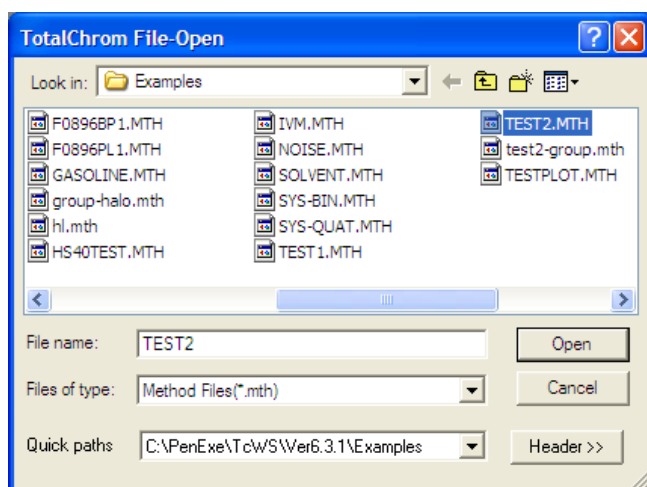 TotalChrom File-Open
Look in: Examples
F0896BP1.MTH IVM.MTH TEST2.MTH
F0896PL1.MTH NOISE.MTH test2-group.mth
GASOLINE.MTH SOLVENT.MTH TESTPLOT.MTH
group-halo.mth SYS-BIN.MTH
hl.mth SYS-QUAT.MTH
HS40TEST.MTH TEST1.MTH
File name: TEST2 Open
Files of type: Method Files(*.mth) Cancel
Quick paths C:\PenExe\TcWS\Ver6.3.1\Examples Header >>